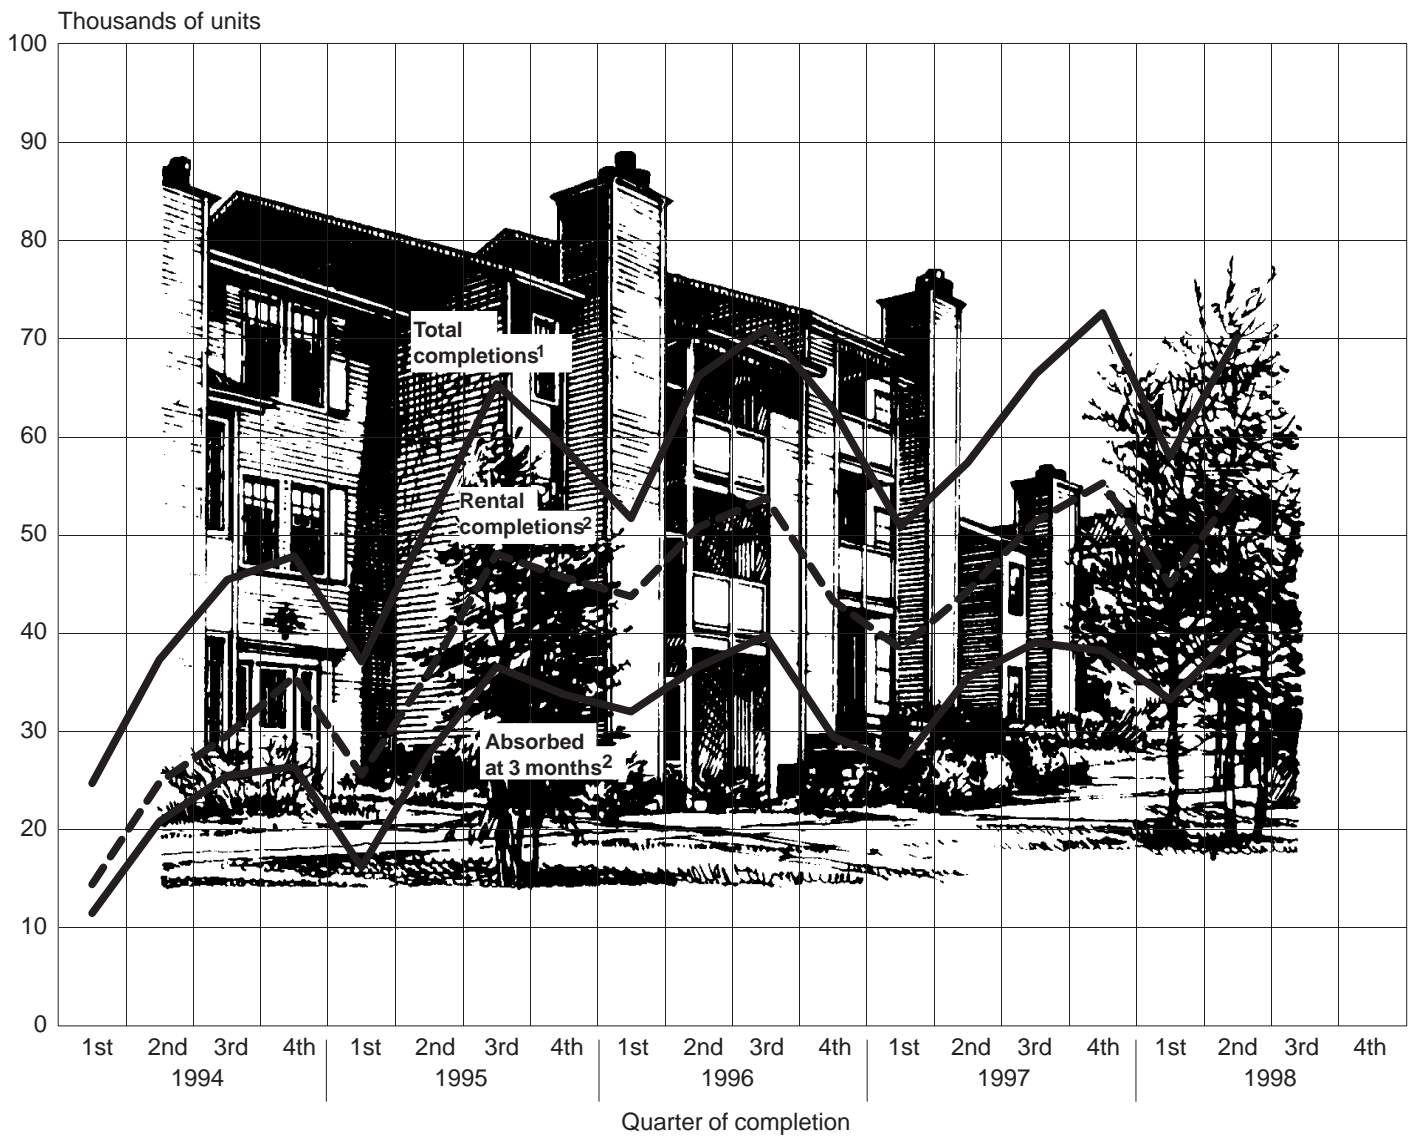 Thousands of units
100
90
80
70
60
50
40
30
20
10
0
Total
completions1
Rental
completions2
Absorbed
at 3 months2
1st 2nd 3rd 4th 1st 2nd 3rd 4th 1st 2nd 3rd 4th 1st 2nd 3rd 4th 1st 2nd 3rd 4th
1994 1995 1996 1997 1998
Quarter of completion